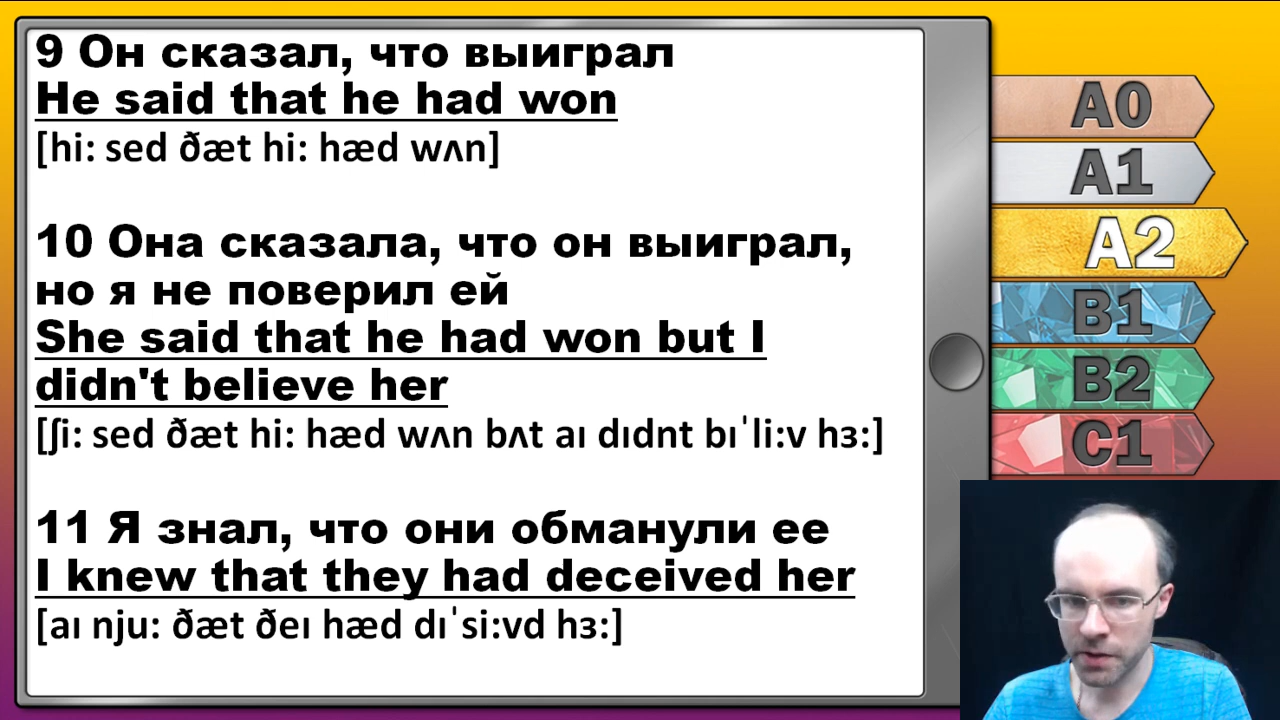 9 Он сказал, что выиграл
He said that he had won
[hi: sed ðæt hi: hæd wʌn]
10 Она сказала, что он выиграл,
но я не поверил ей
She said that he had won but I
didn't believe her
[ʃi: sed ðæt hi: hæd wʌn bʌt aɪ dɪdnt bɪˈli:v hɜ:]
11 Я знал, что они обманули ее
I knew that they had deceived her
[aɪ nju: ðæt ðeɪ hæd dɪˈsi:vd hɜ:]
A0
A1
A2
B1
B2
C1